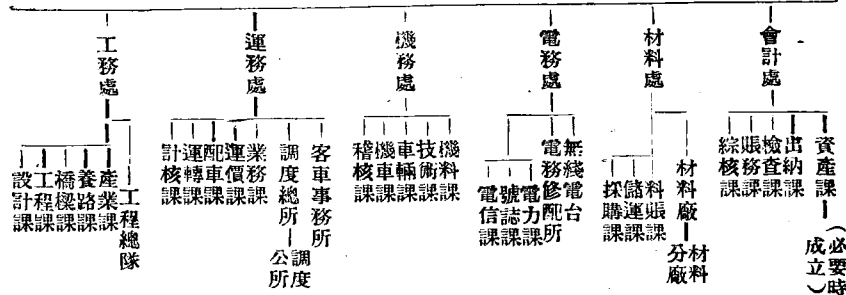 會計處
資產課
(必要時成立)
出納課
檢查課
賬務課
綜核課
材料處
材料廠
材料分廠
料賬課
儲運課
採購課
電務處
無綫電台
電務修配所
電力課
號誌課
電信課
機務處
機料課
技術課
車輛課
機車課
稽核課
運務處
客車事務所
調度總所
調度公所
業務課
運價課
配車課
運轉課
計核課
工務處
工程總隊
產業課
養路課
橋樑課
工程課
設計課